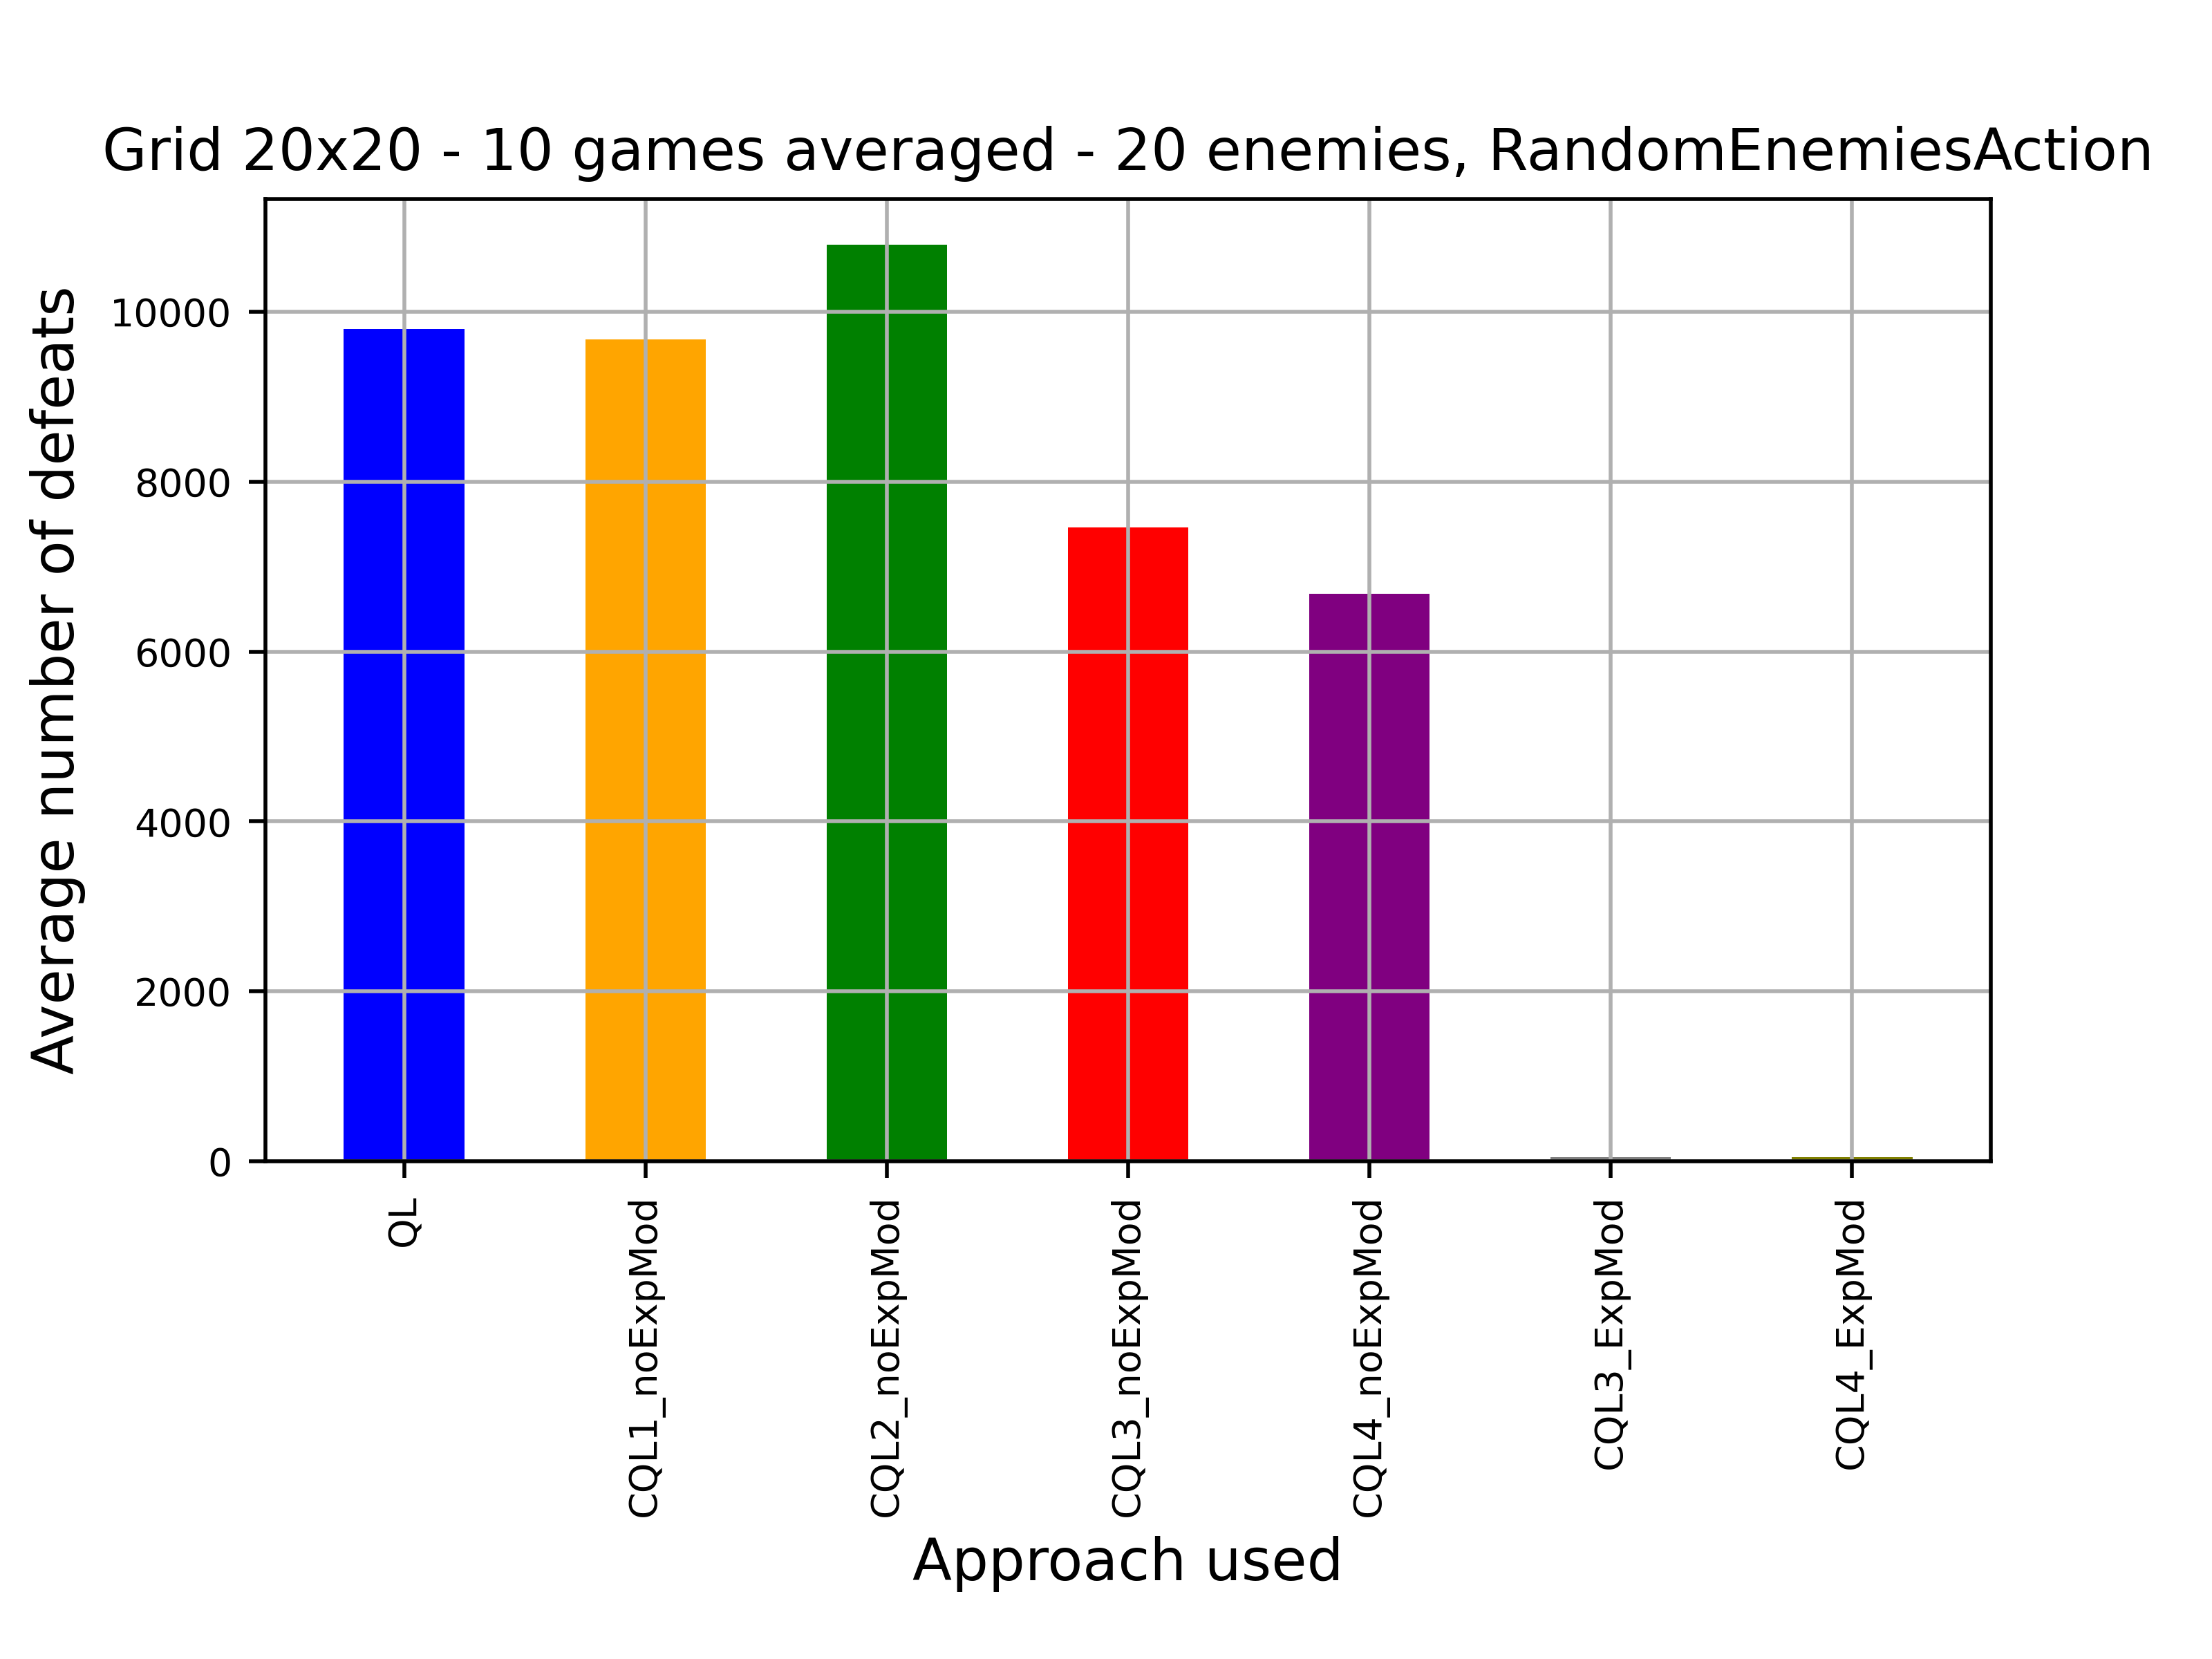 Grid 20x20 - 10 games averaged - 20 enemies, RandomEnemiesAction
Average number of defeats
10000
8000
6000
4000
2000
0
QL
CQL1_noExpMod
CQL2_noExpMod
CQL3_noExpMod
CQL4_noExpMod
CQL3_ExpMod
CQL4_ExpMod
Approach used